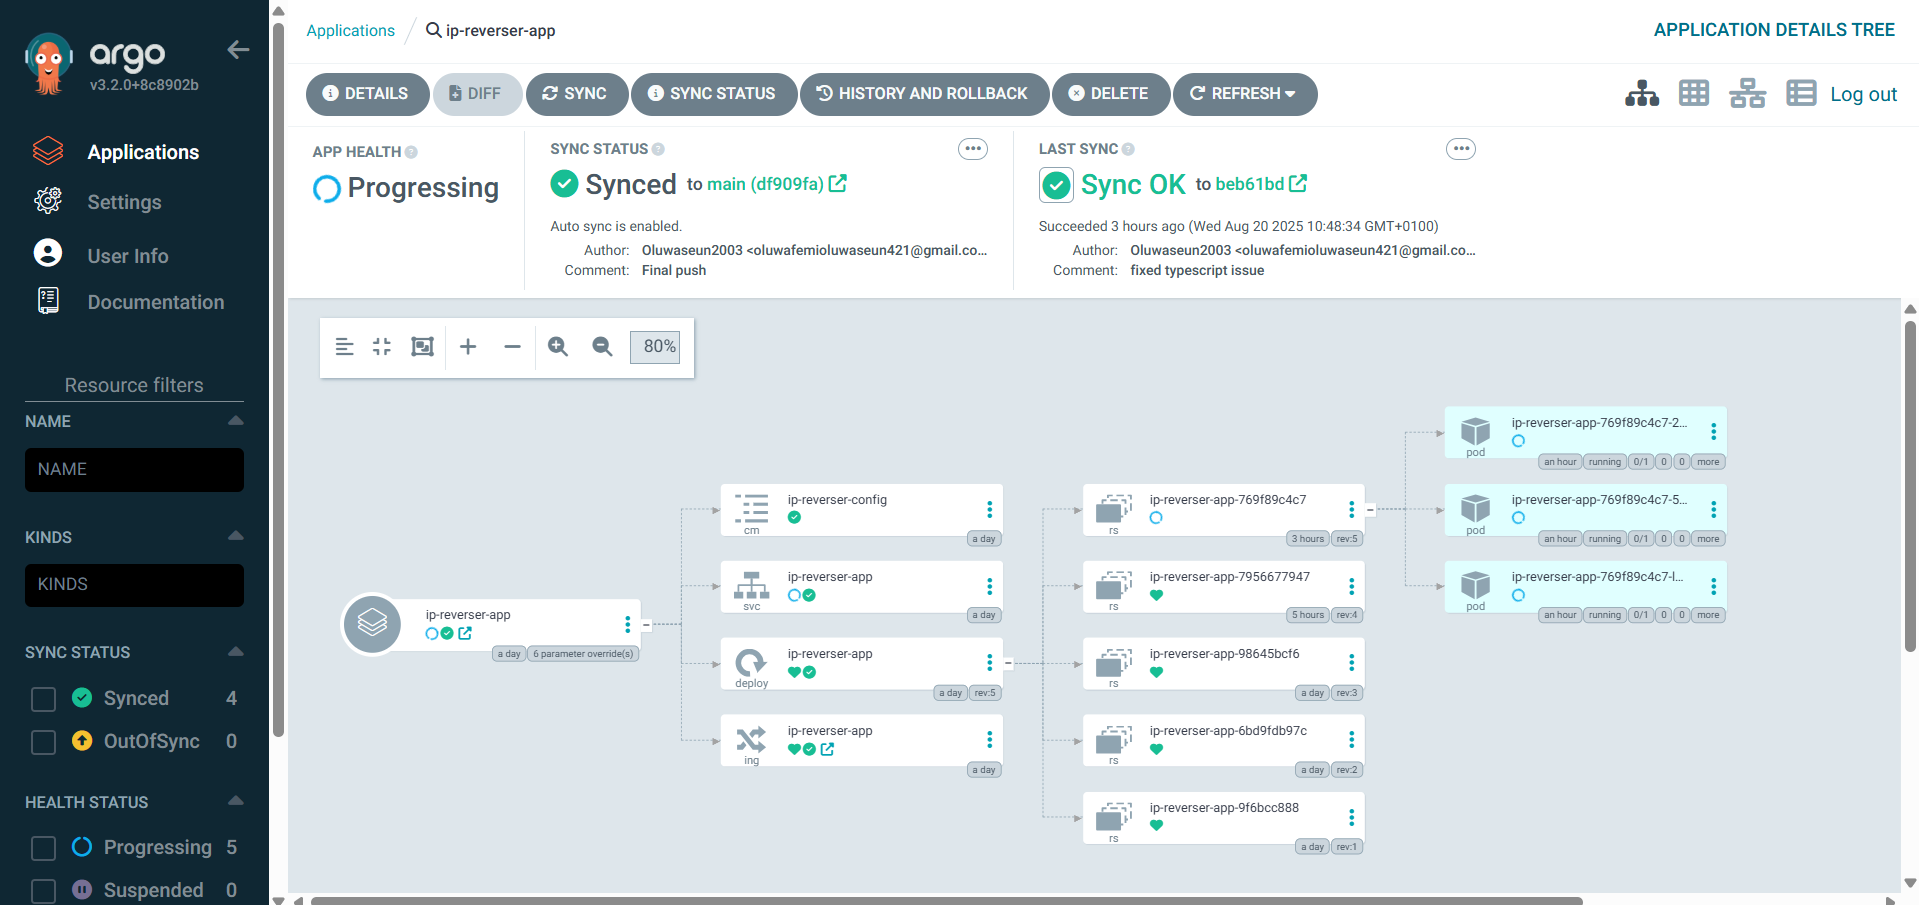 argo
v3.2.0+8c8902b
Applications
Settings
User Info
Documentation
Resource filters
NAME
NAME
KINDS
KINDS
SYNC STATUS
Synced 4
OutOfSync 0
HEALTH STATUS
Progressing 5
Suspended 0
Applications / ip-reverser-app
APPLICATION DETAILS TREE
DETAILS DIFF SYNC SYNC STATUS HISTORY AND ROLLBACK DELETE REFRESH
Log out
APP HEALTH
Progressing
SYNC STATUS
Synced to main (df909fa)
Auto sync is enabled.
Author: Oluwaseun2003 <oluwafemioluwaseun421@gmail.co...
Comment: Final push
LAST SYNC
Sync OK to beb61bd
Succeeded 3 hours ago (Wed Aug 20 2025 10:48:34 GMT+0100)
Author: Oluwaseun2003 <oluwafemioluwaseun421@gmail.co...
Comment: fixed typescript issue
80%
ip-reverser-app
a day 6 parameter override(s)
cm
ip-reverser-config
a day
svc
ip-reverser-app
a day
deploy
ip-reverser-app
a day rev:5
ing
ip-reverser-app
a day
rs
ip-reverser-app-769f89c4c7
3 hours rev:5
rs
ip-reverser-app-7956677947
5 hours rev:4
rs
ip-reverser-app-98645bcf6
a day rev:3
rs
ip-reverser-app-6bd9fdb97c
a day rev:2
rs
ip-reverser-app-9f6bcc888
a day rev:1
pod
ip-reverser-app-769f89c4c7-2...
an hour running 0/1 0 0 more
pod
ip-reverser-app-769f89c4c7-5...
an hour running 0/1 0 0 more
pod
ip-reverser-app-769f89c4c7-l...
an hour running 0/1 0 0 more